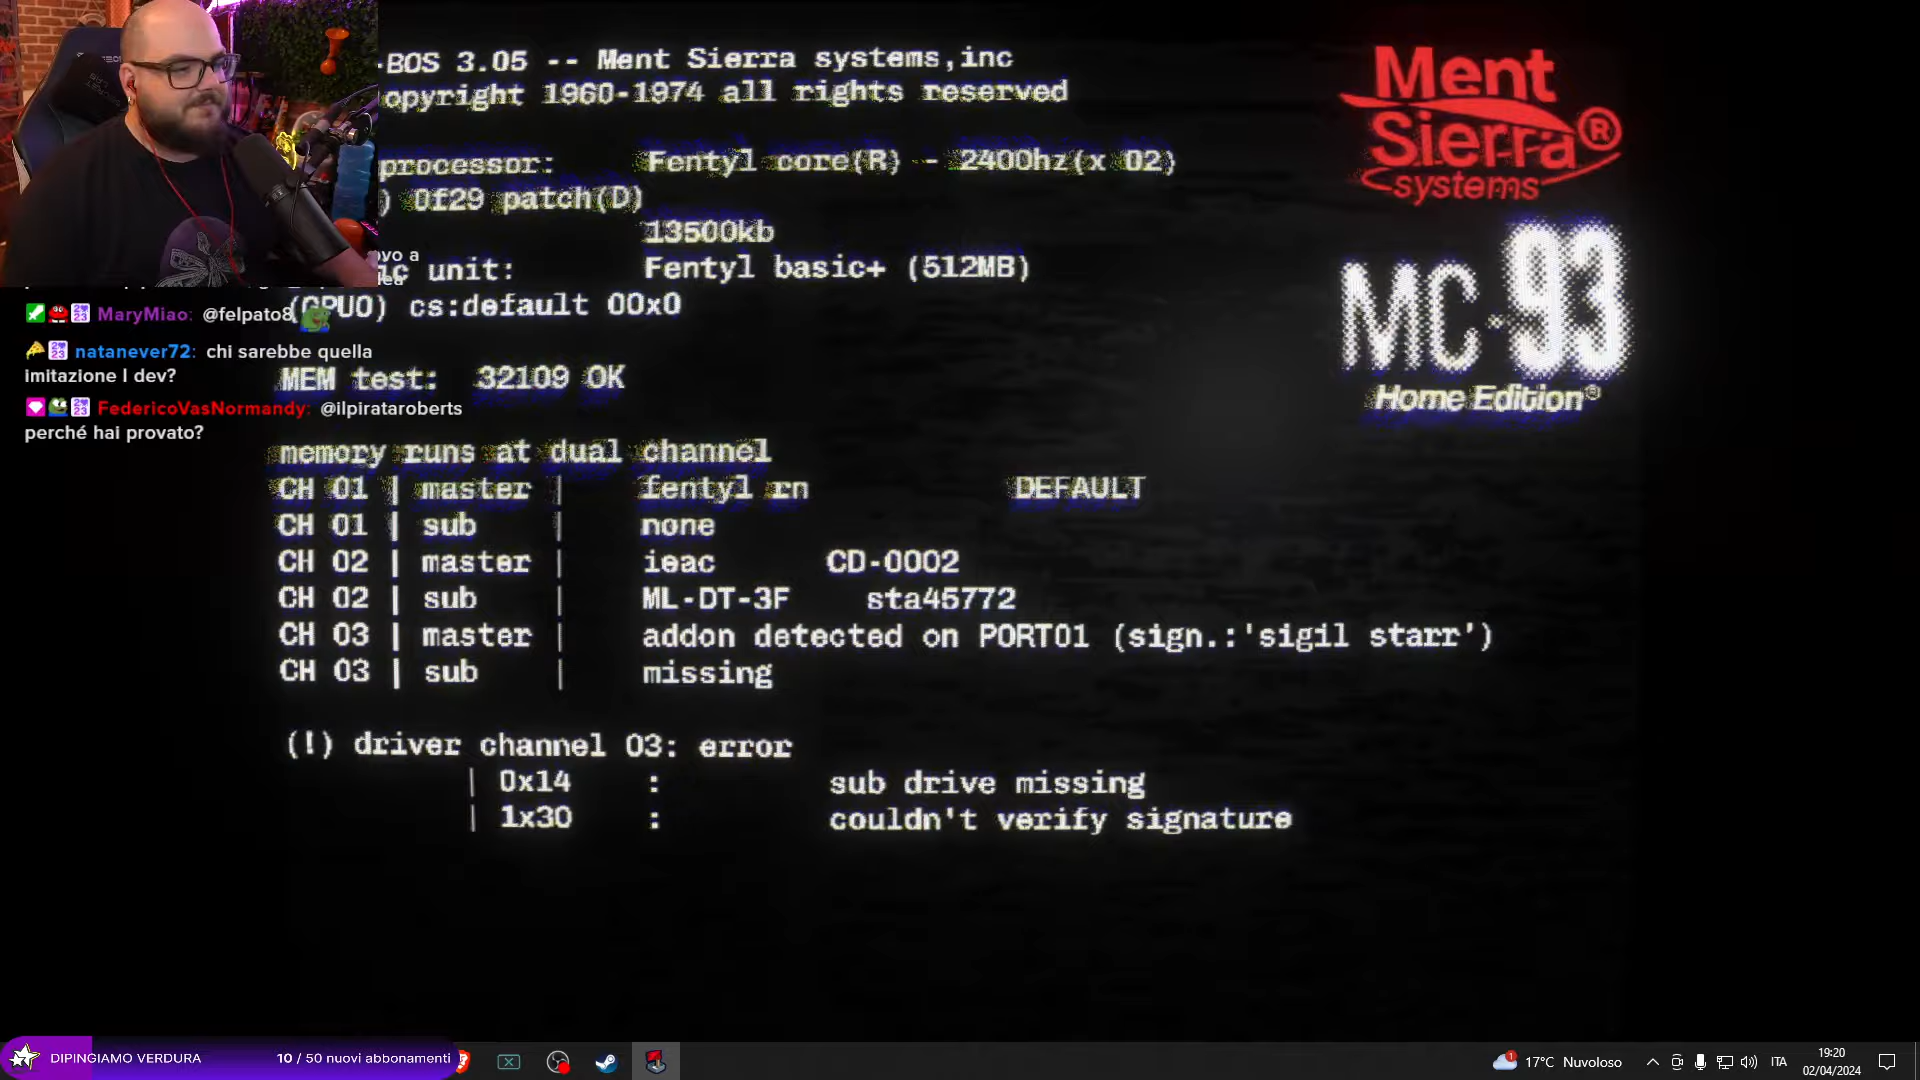 -BOS 3.05 -- Ment Sierra systems,inc
opyright 1960-1974 all rights reserved
processor: Fentyl core(R) - 2400hz(x 02)
) 0f29 patch(D)
13500kb
ic unit: Fentyl basic+ (512MB)
(GPU0) cs:default 00x0
MEM test: 32109 OK
memory runs at dual channel
CH 01 | master | fentyl rn DEFAULT
CH 01 | sub | none
CH 02 | master | ieac CD-0002
CH 02 | sub | ML-DT-3F sta45772
CH 03 | master | addon detected on PORT01 (sign.:'sigil starr')
CH 03 | sub | missing
(!) driver channel 03: error
| 0x14 : sub drive missing
| 1x30 : couldn't verify signature
Ment
Sierra®
systems
MC-93
Home Edition®
MaryMiao: @felpato8
natanever72: chi sarebbe quella
imitazione I dev?
FedericoVasNormandy: @ilpirataroberts
perché hai provato?
DIPINGIAMO VERDURA 10 / 50 nuovi abbonamenti
1 17°C Nuvoloso
ITA
19:20
02/04/2024